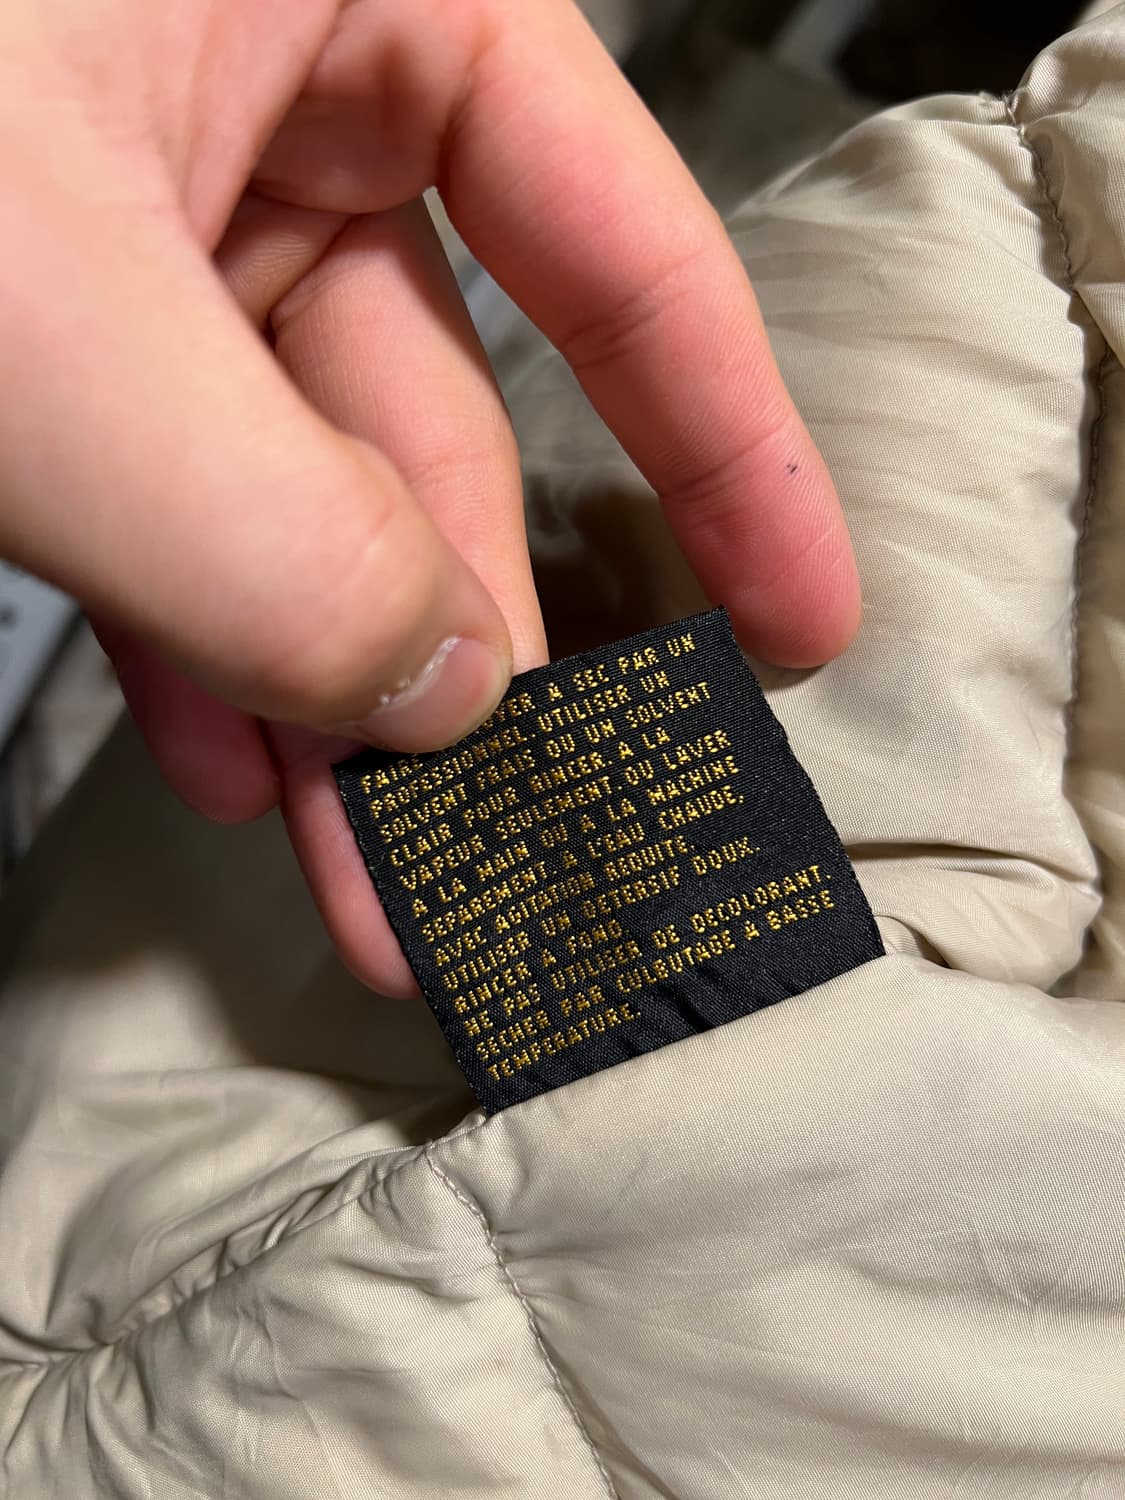 FAIRE A SEC PAR UN
PROFESSIONNEL UTILISER UN
SOLVENT FRAIS OU UN SOLVENT
CLAIR POUR RINCER. A LA
VAPEUR SEULEMENT, OU LAVER
A LA MAIN OU A LA MACHINE
SEPAREMENT A L'EAU CHAUDE,
AVEC AGITATION REDUITE.
UTILISER UN DETERSIF DOUX.
RINCER A FOND.
NE PAS UTILISER DE DECOLORANT.
SECHER PAR CULBUTAGE À BASSE
TEMPERATURE.